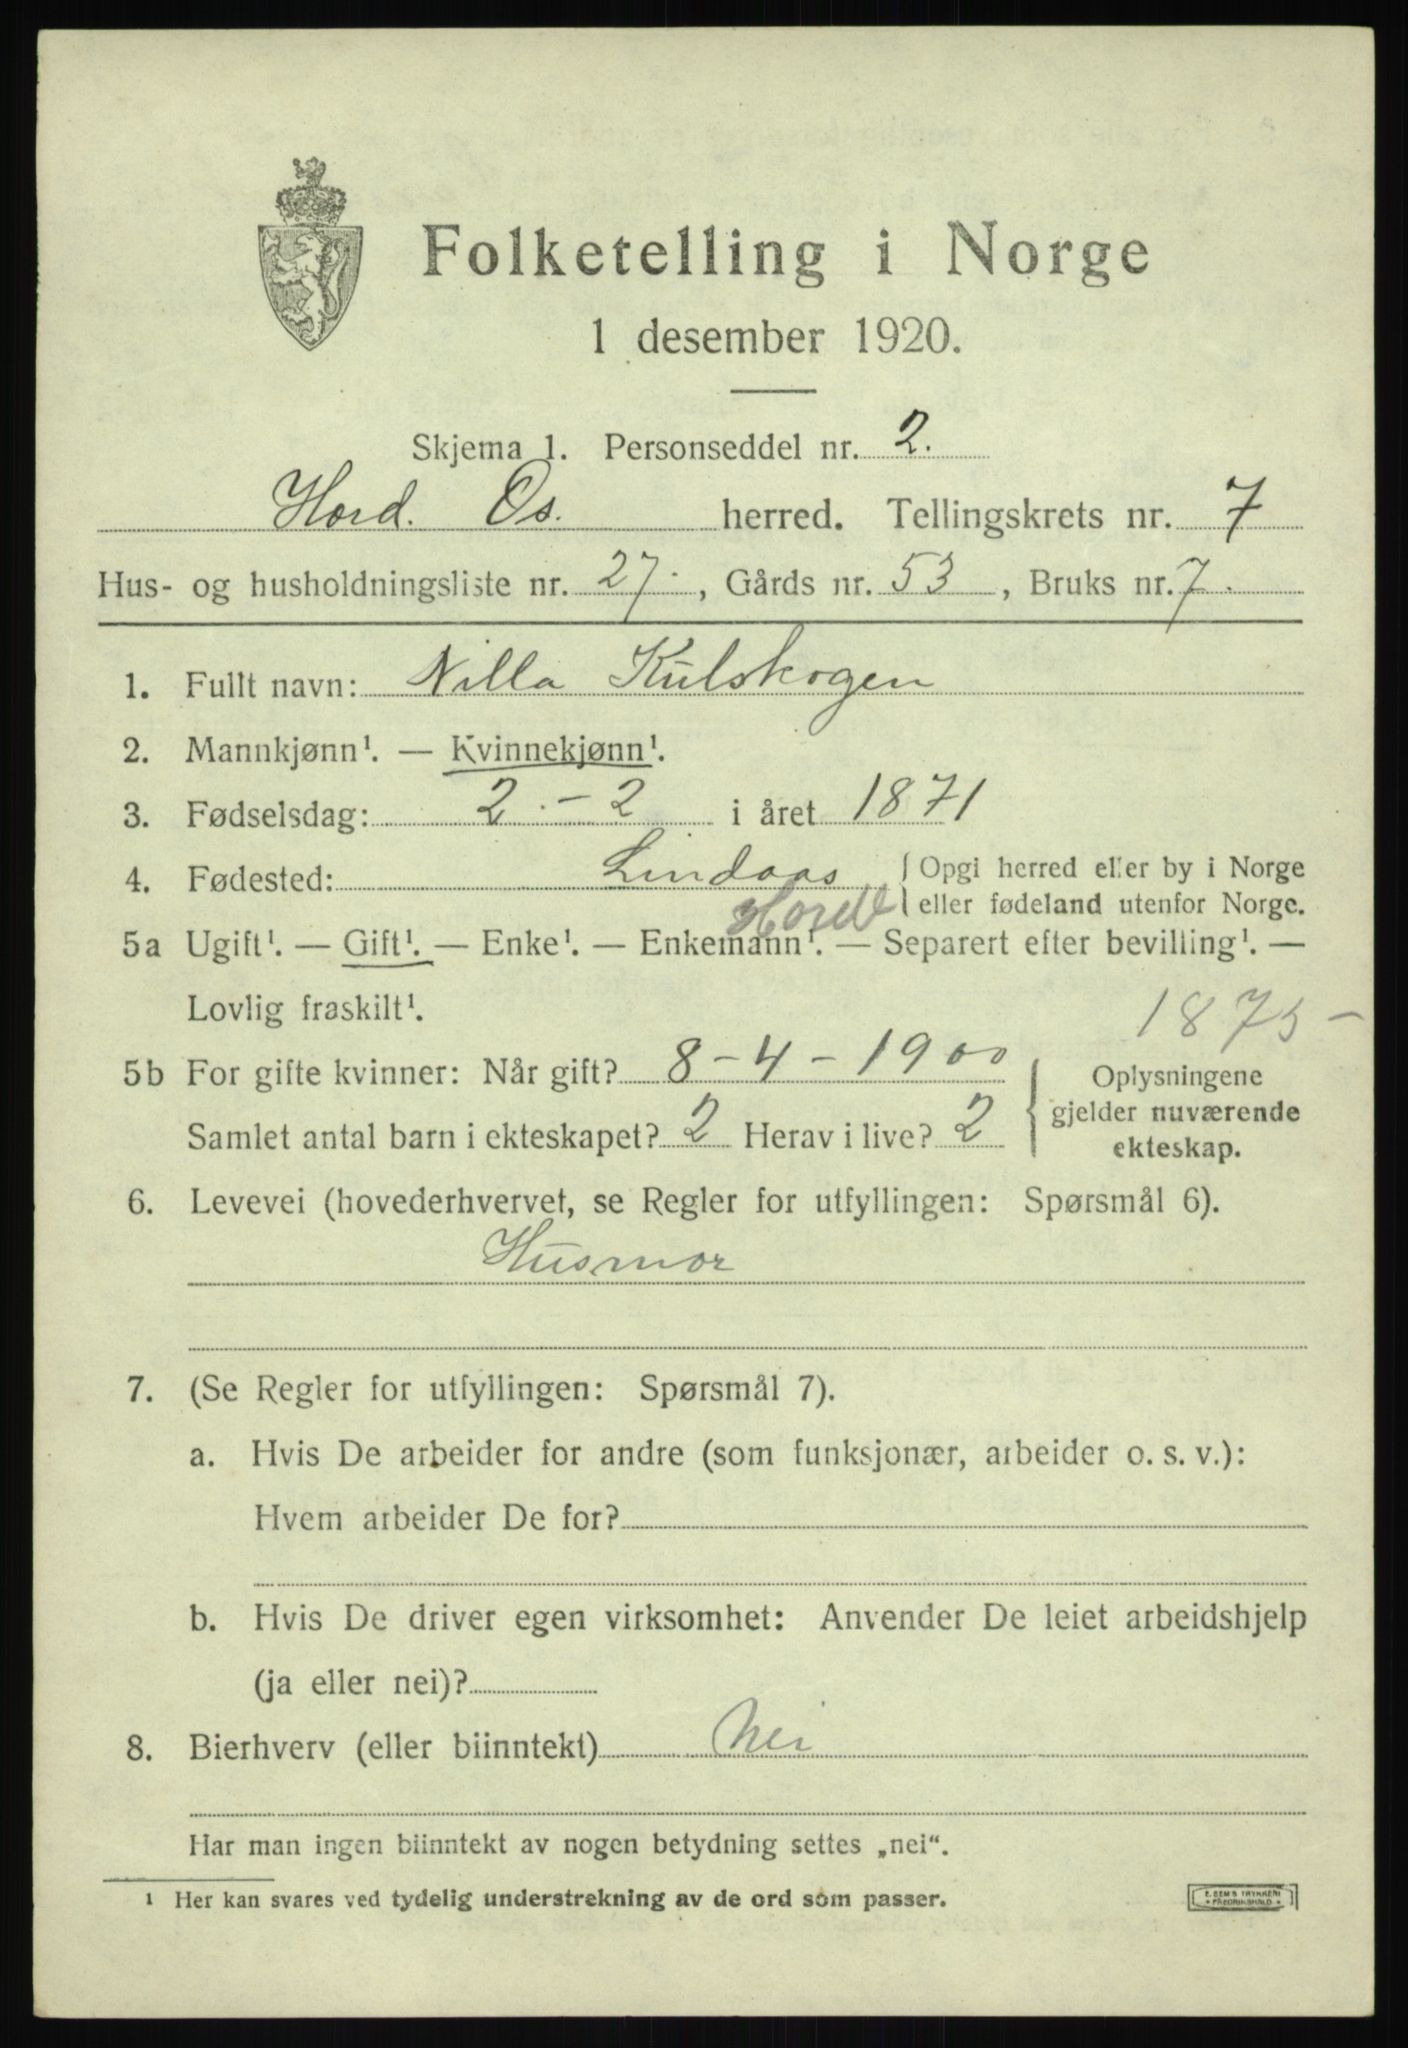 Folketelling i Norge
1 desember 1920.
Skjema 1. Personseddel nr. 2.
Hord. Os. herred. Tellingskrets nr. 7
Hus- og husholdningsliste nr. 27., Gårds nr. 53, Bruks nr. 7.
1. Fullt navn: Nilla Kulskogen
2. Mannkjønn¹. — Kvinnekjønn¹.
3. Fødselsdag: 2. - 2 i året 1871
4. Fødested: Lindaas { Opgi herred eller by i Norge
Hord { eller fødeland utenfor Norge.
5a Ugift¹. — Gift¹. — Enke¹. — Enkemann¹. — Separert efter bevilling¹. —
Lovlig fraskilt¹.
1875 -
5b For gifte kvinner: Når gift? 8 - 4 - 1900
Samlet antal barn i ekteskapet? 2 Herav i live? 2
Oplysningene
gjelder nuværende
ekteskap.
6. Levevei (hovederhvervet, se Regler for utfyllingen: Spørsmål 6).
Husmor
7. (Se Regler for utfyllingen: Spørsmål 7).
a. Hvis De arbeider for andre (som funksjonær, arbeider o. s. v.):
Hvem arbeider De for?
b. Hvis De driver egen virksomhet: Anvender De leiet arbeidshjelp
(ja eller nei)?
8. Bierhverv (eller biinntekt) Nei
Har man ingen biinntekt av nogen betydning settes „nei“.
¹ Her kan svares ved tydelig understrekning av de ord som passer.
E. SEM'S TRYKKERI
FREDRIKSHALD